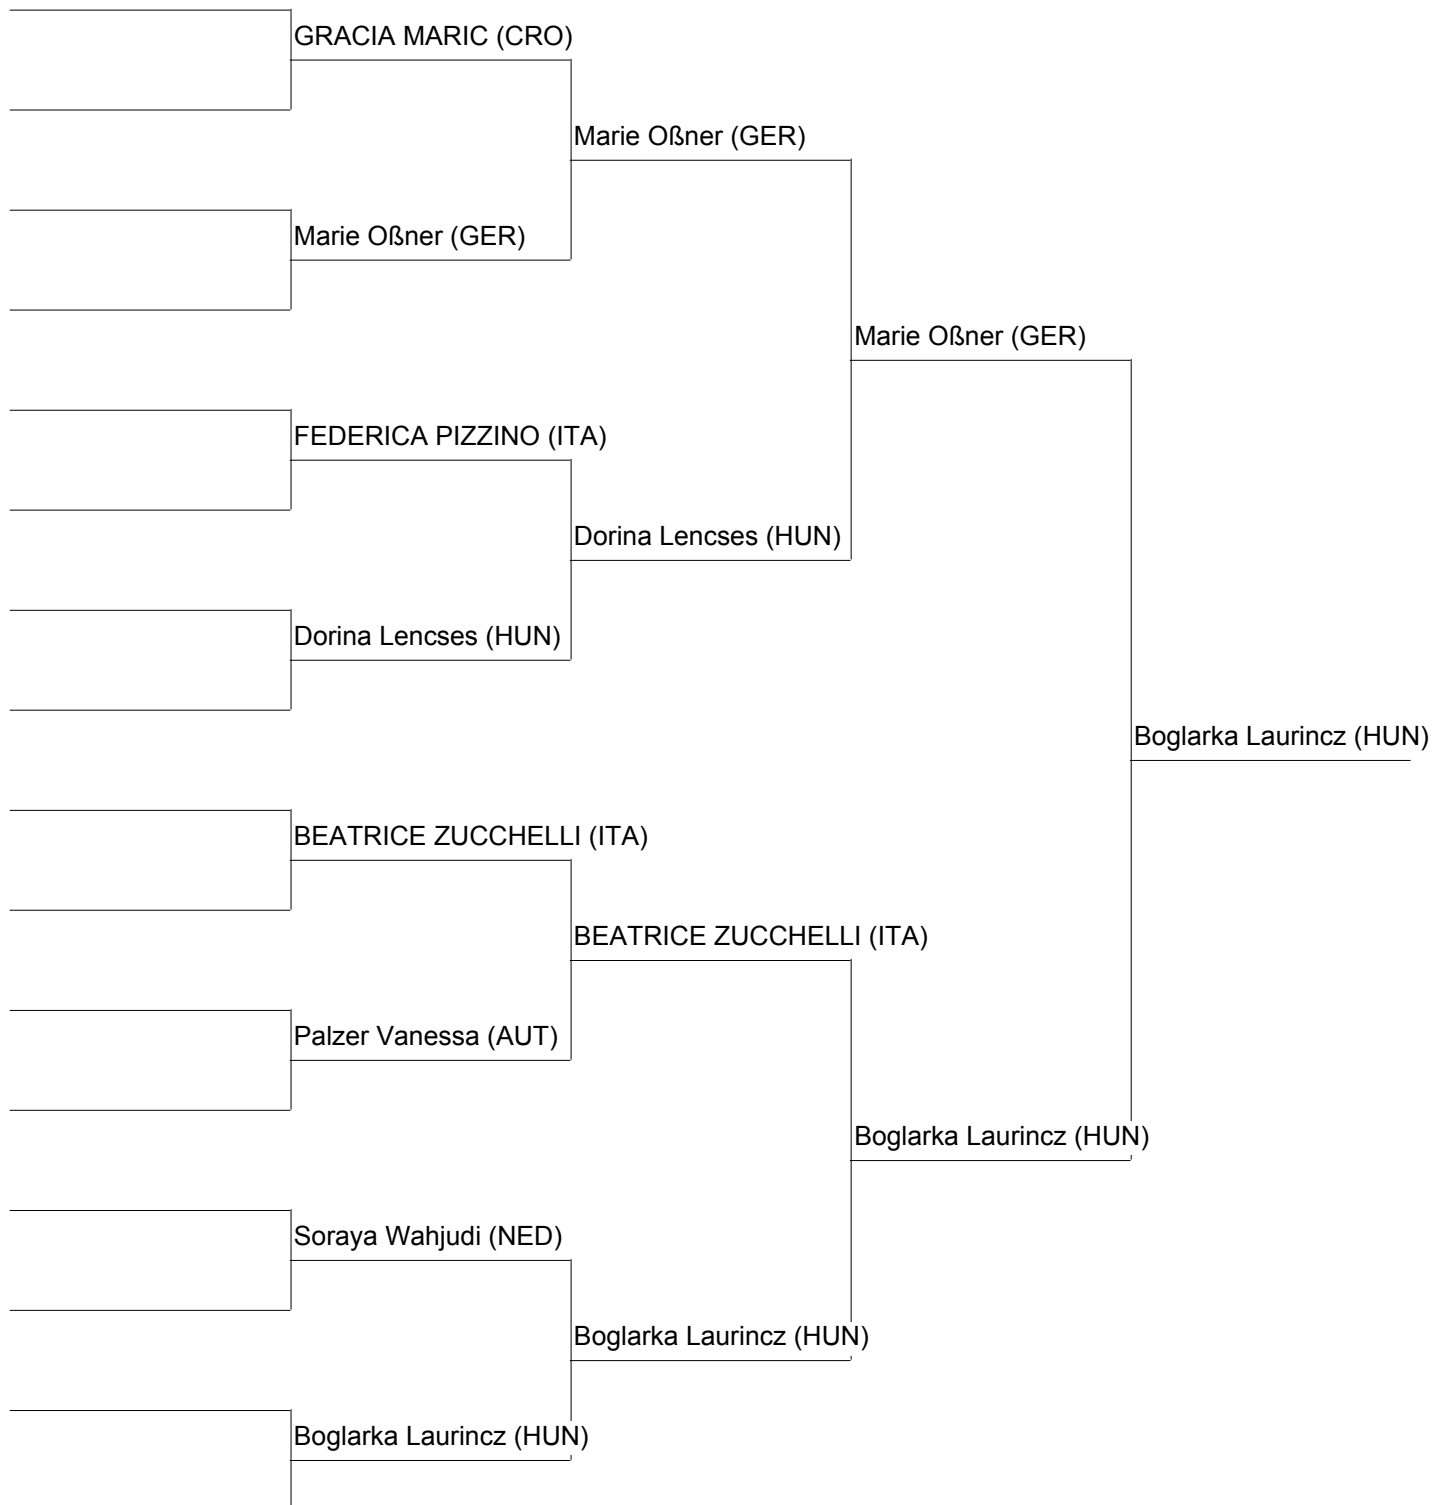 GRACIA MARIC (CRO)
Marie Oßner (GER)
Marie Oßner (GER)
Marie Oßner (GER)
FEDERICA PIZZINO (ITA)
Dorina Lencses (HUN)
Dorina Lencses (HUN)
Boglarka Laurincz (HUN)
BEATRICE ZUCCHELLI (ITA)
BEATRICE ZUCCHELLI (ITA)
Palzer Vanessa (AUT)
Boglarka Laurincz (HUN)
Soraya Wahjudi (NED)
Boglarka Laurincz (HUN)
Boglarka Laurincz (HUN)